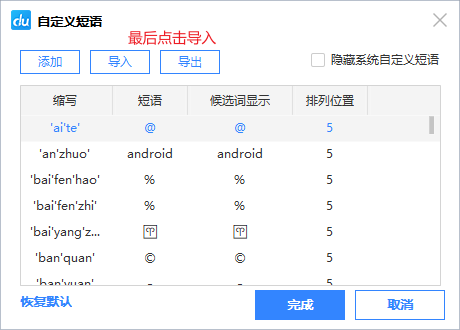 du 自定义短语
最后点击导入
添加 导入 导出 隐藏系统自定义短语
缩写 短语 候选词显示 排列位置
'ai'te' @ @ 5
'an'zhuo' android android 5
'bai'fen'hao' % % 5
'bai'fen'zhi' % % 5
'bai'yang'z... 5
'ban'quan' © © 5
'ban'yuan' 5
恢复默认 完成 取消